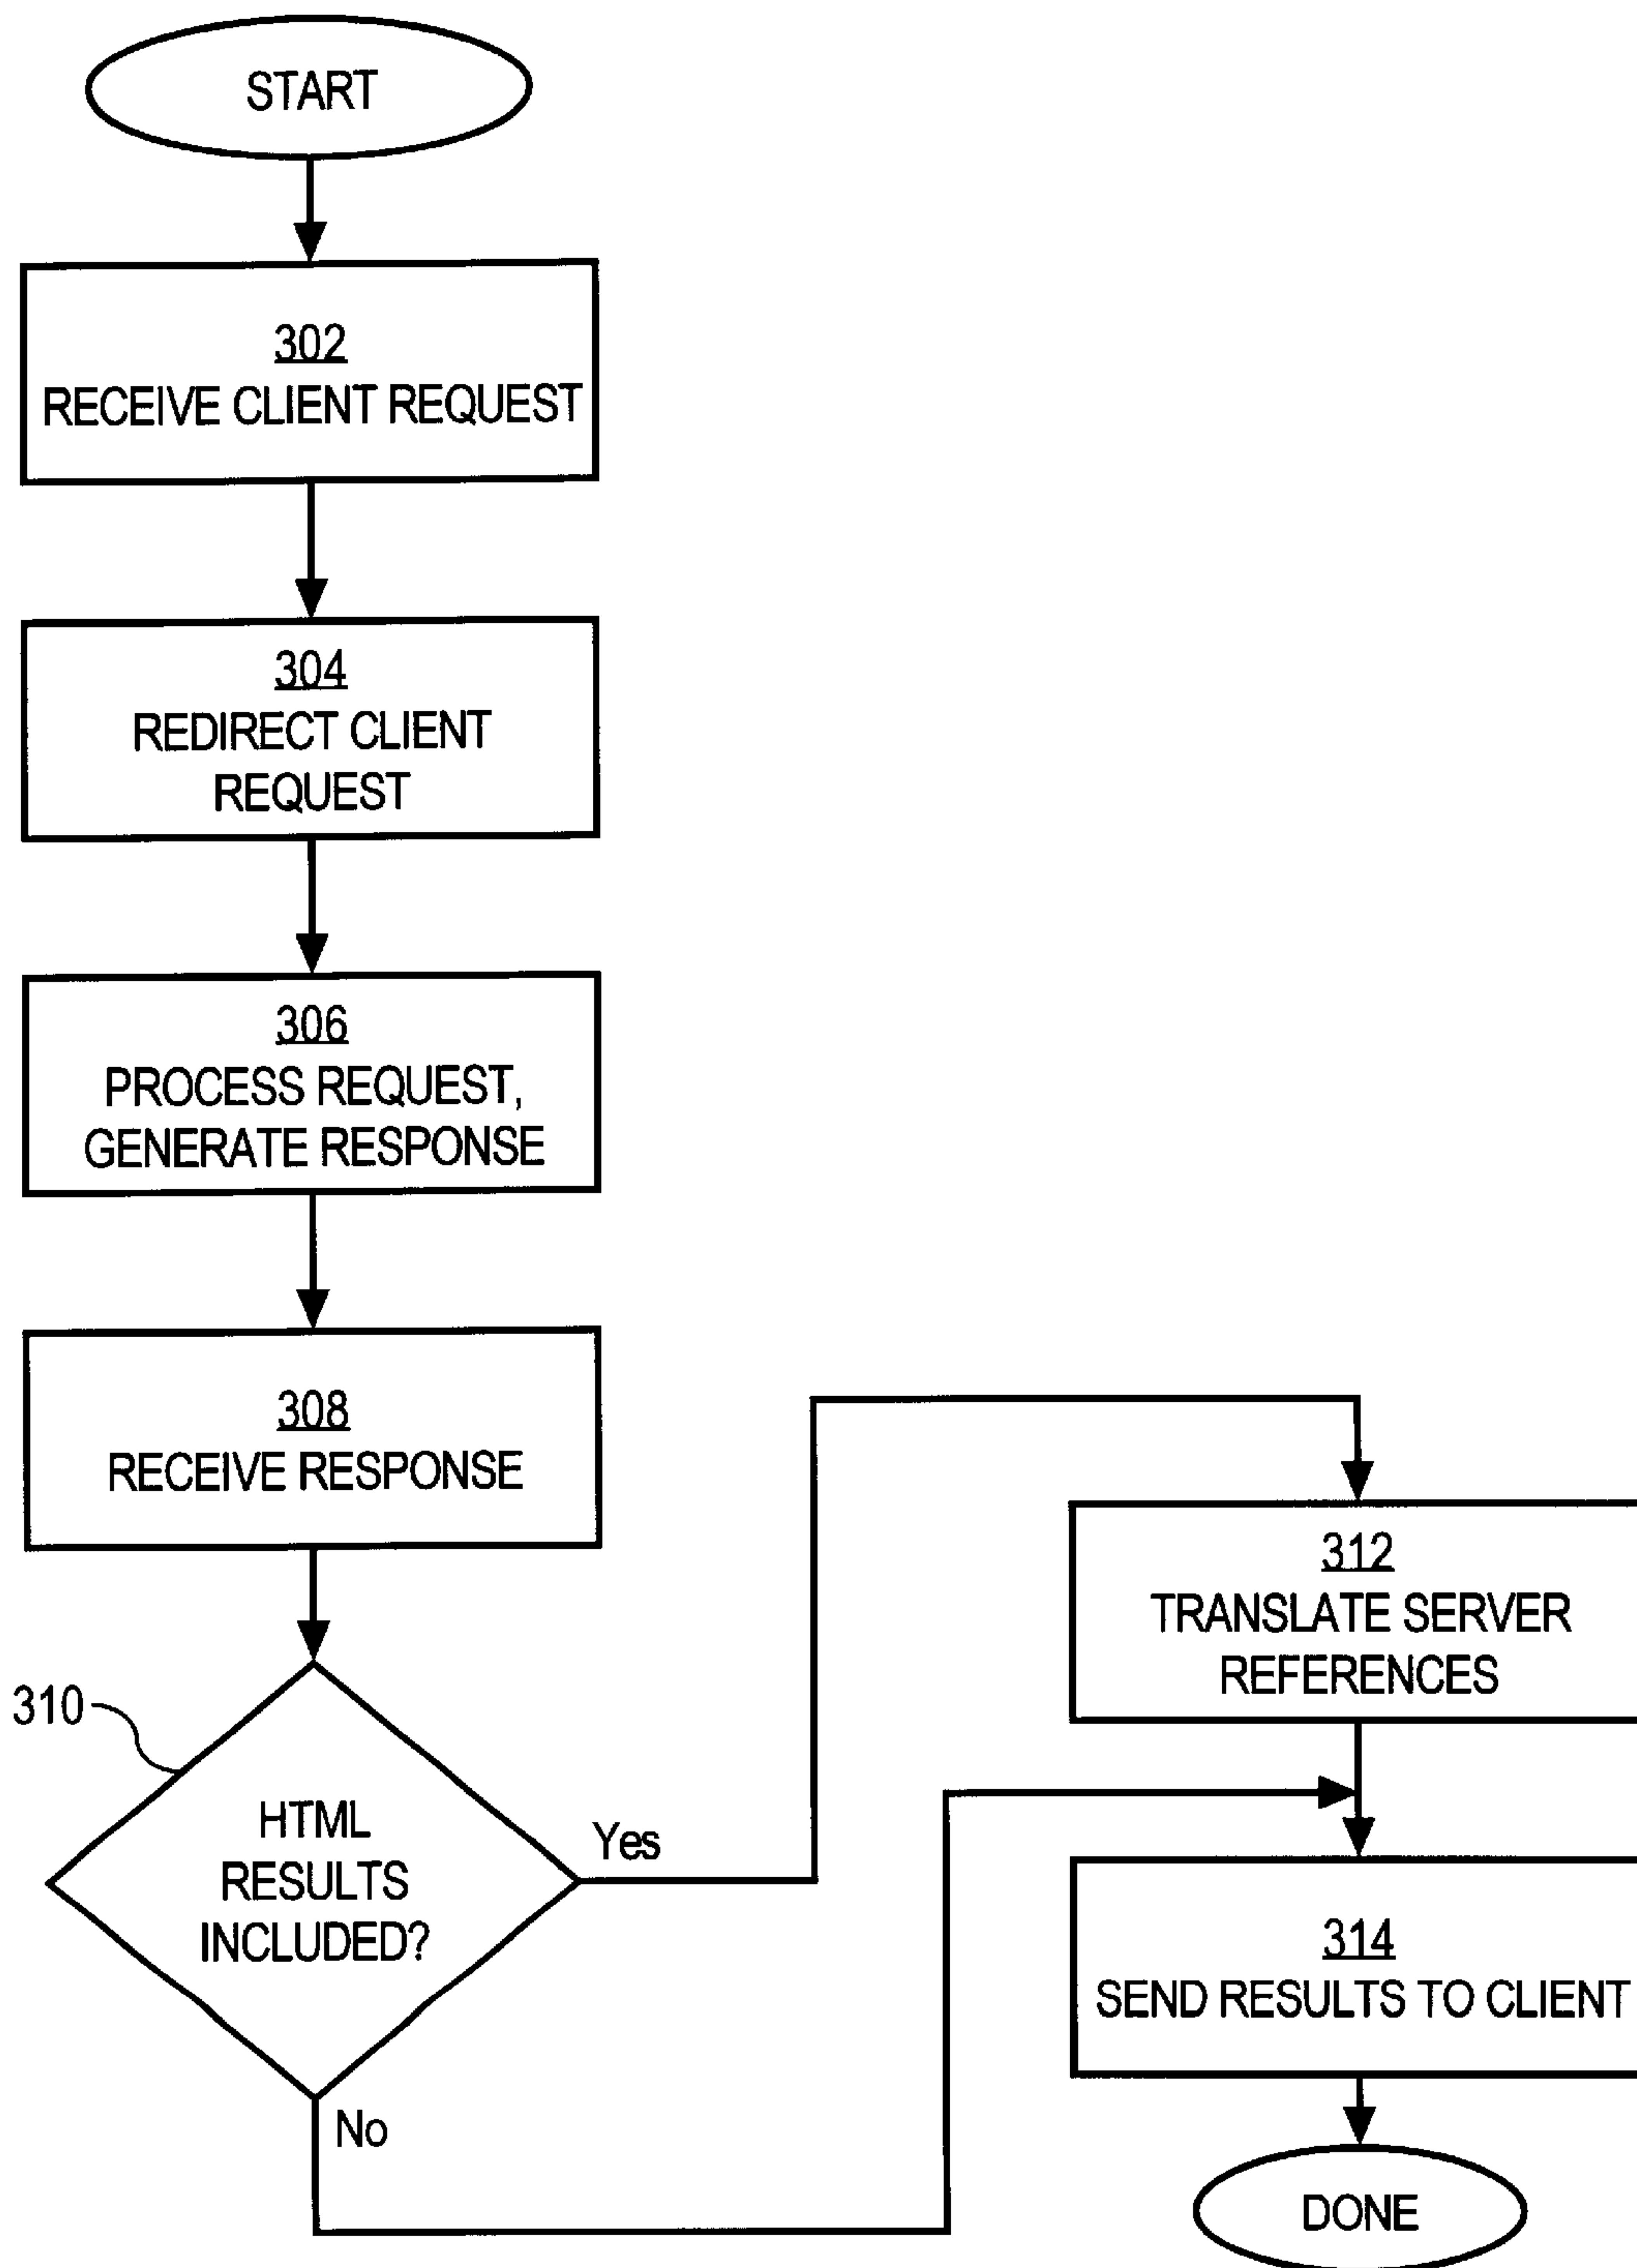 START
302
RECEIVE CLIENT REQUEST
304
REDIRECT CLIENT
REQUEST
306
PROCESS REQUEST,
GENERATE RESPONSE
308
RECEIVE RESPONSE
310
HTML
RESULTS
INCLUDED?
Yes
No
312
TRANSLATE SERVER
REFERENCES
314
SEND RESULTS TO CLIENT
DONE